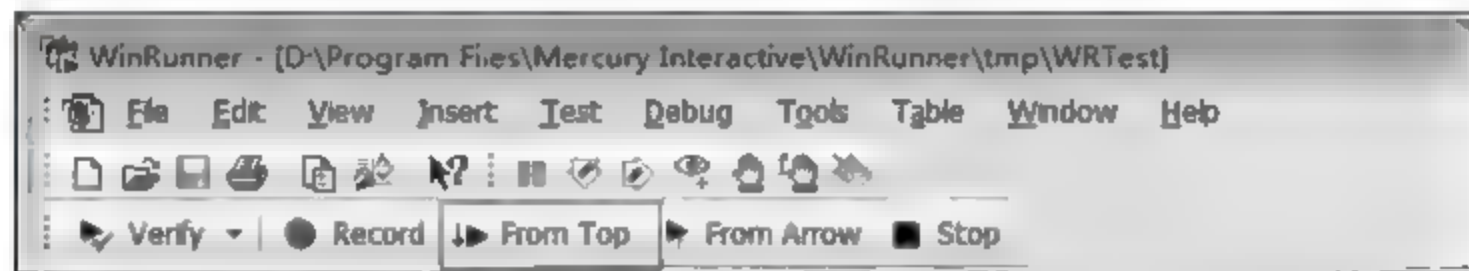 WinRunner - [D:\Program Files\Mercury Interactive\WinRunner\tmp\WRTest]
File Edit View Insert Test Debug Tools Table Window Help
Verify Record From Top From Arrow Stop